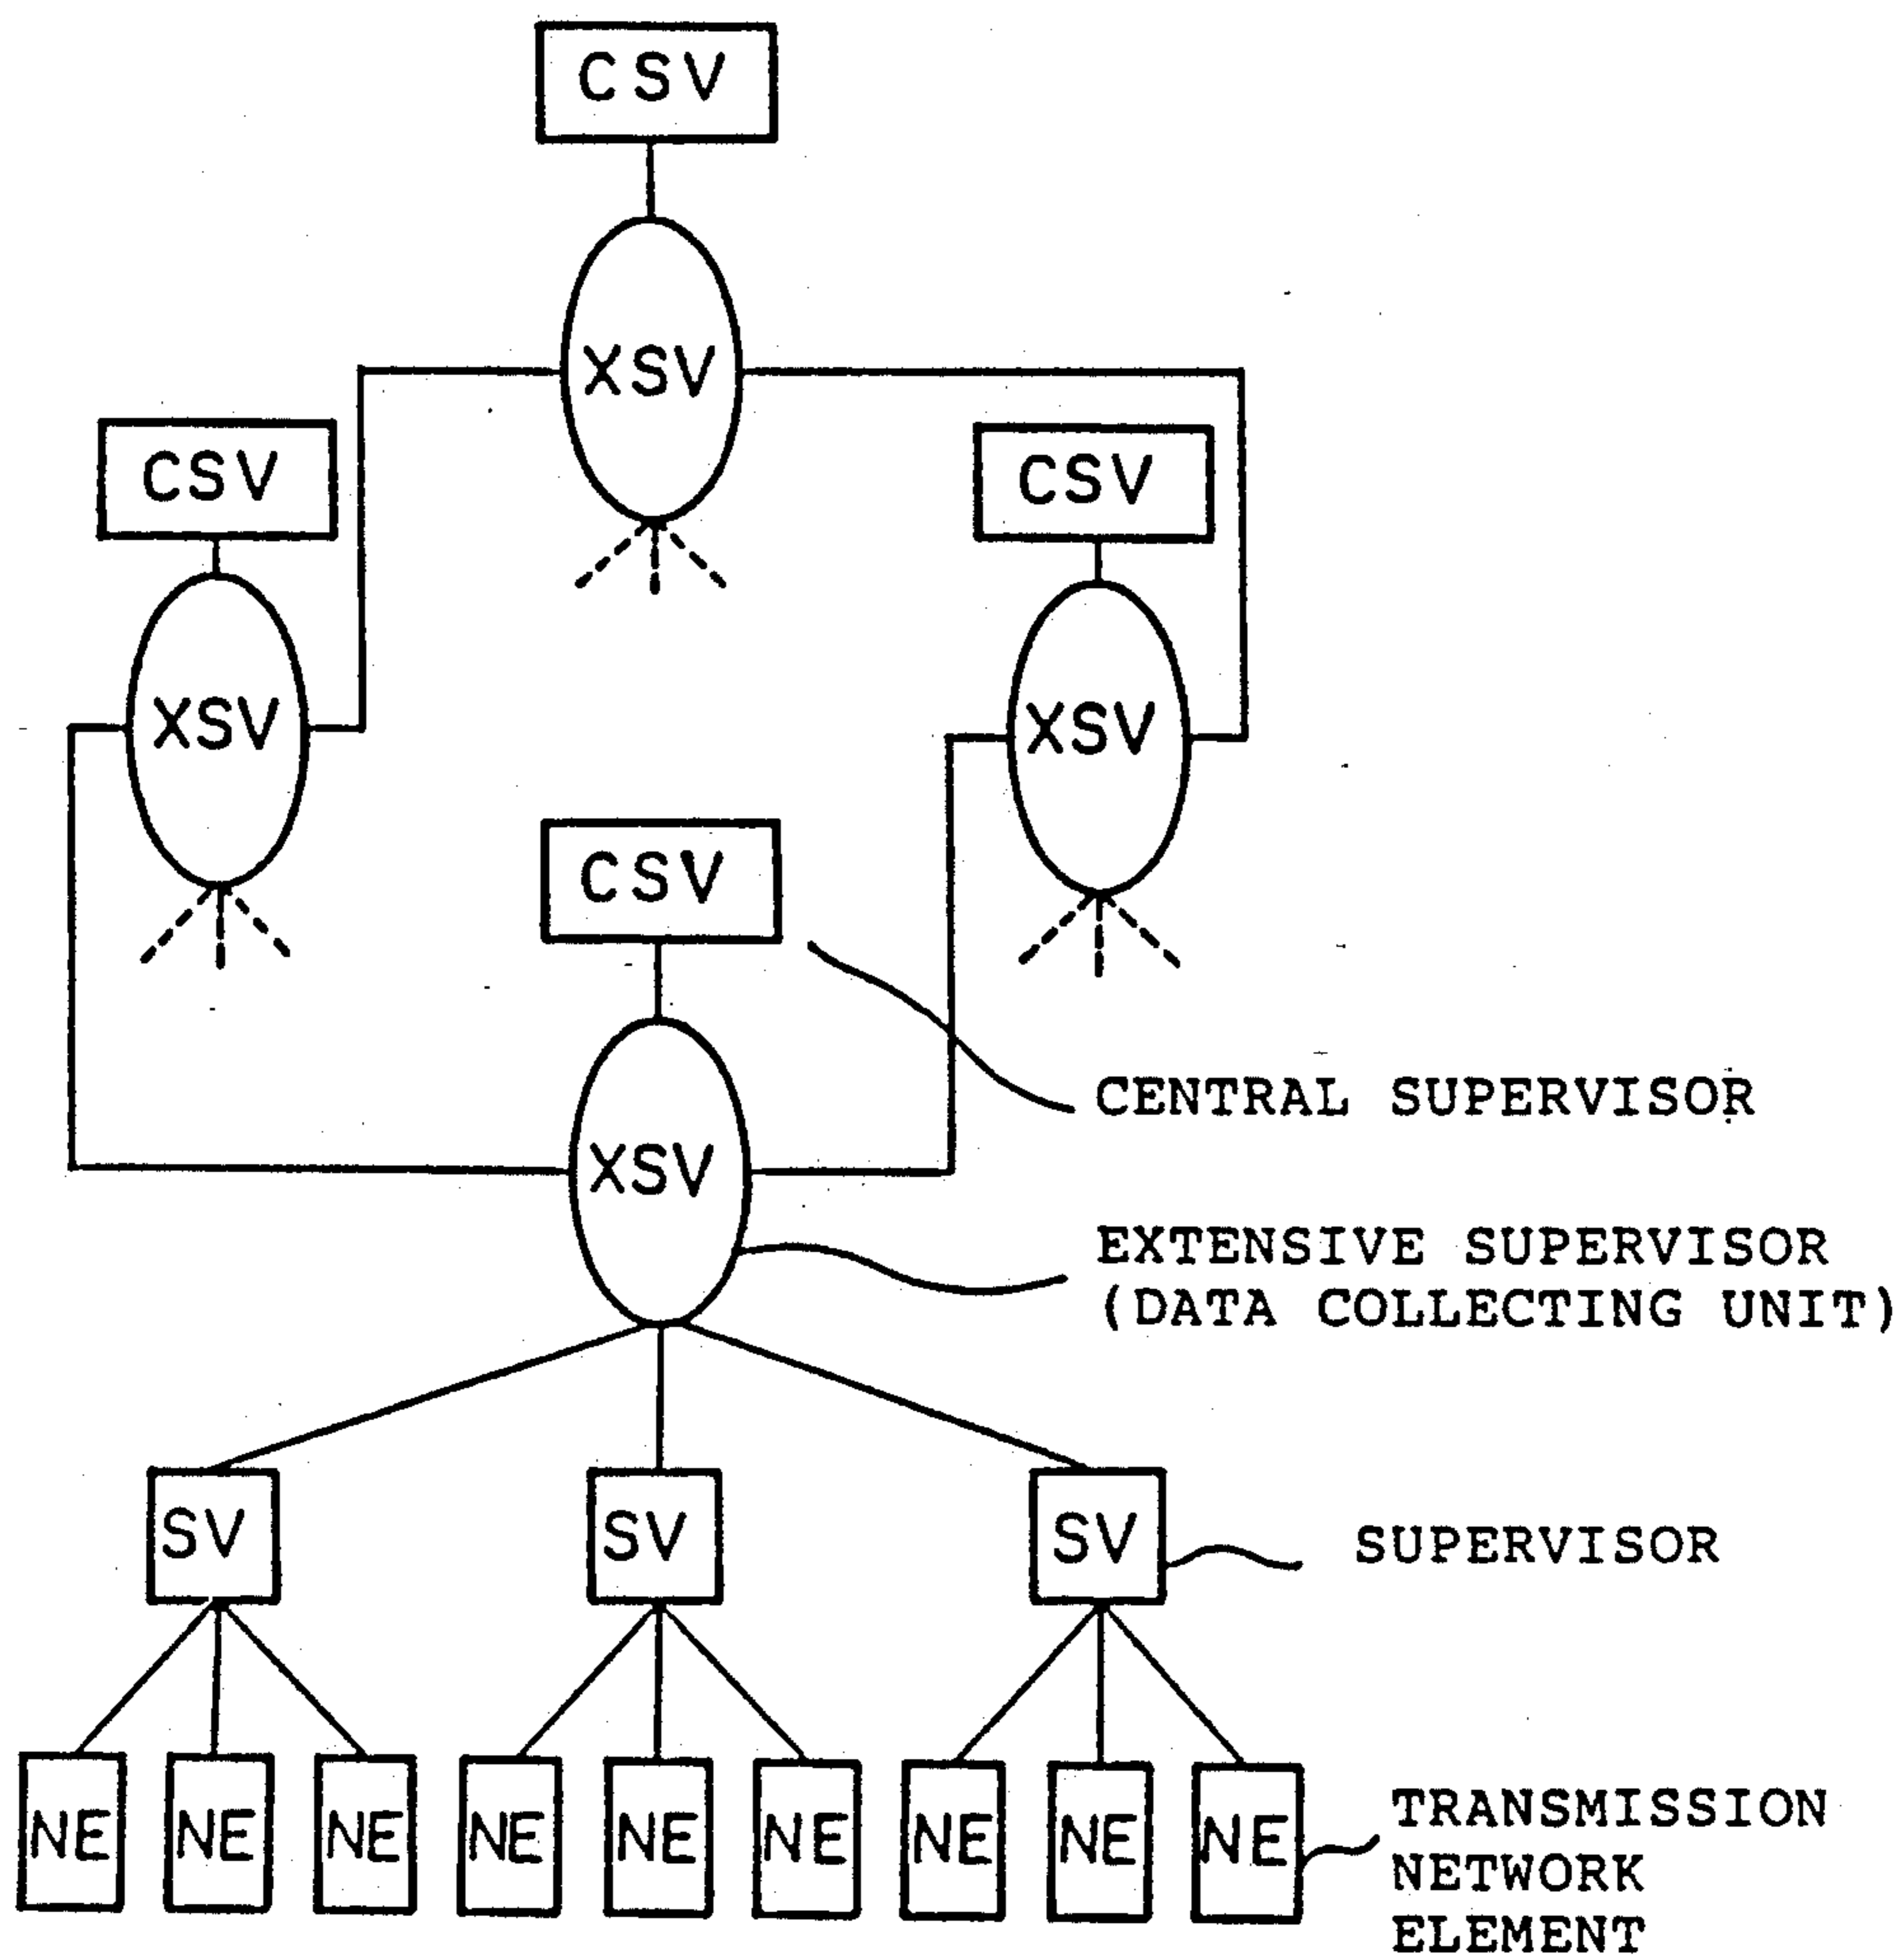 CSV
XSV
CSV
CSV
XSV
XSV
CSV
CENTRAL SUPERVISOR
XSV
EXTENSIVE SUPERVISOR
(DATA COLLECTING UNIT)
SV
SV
SV
SUPERVISOR
NE
NE
NE
NE
NE
NE
NE
NE
NE
TRANSMISSION
NETWORK
ELEMENT